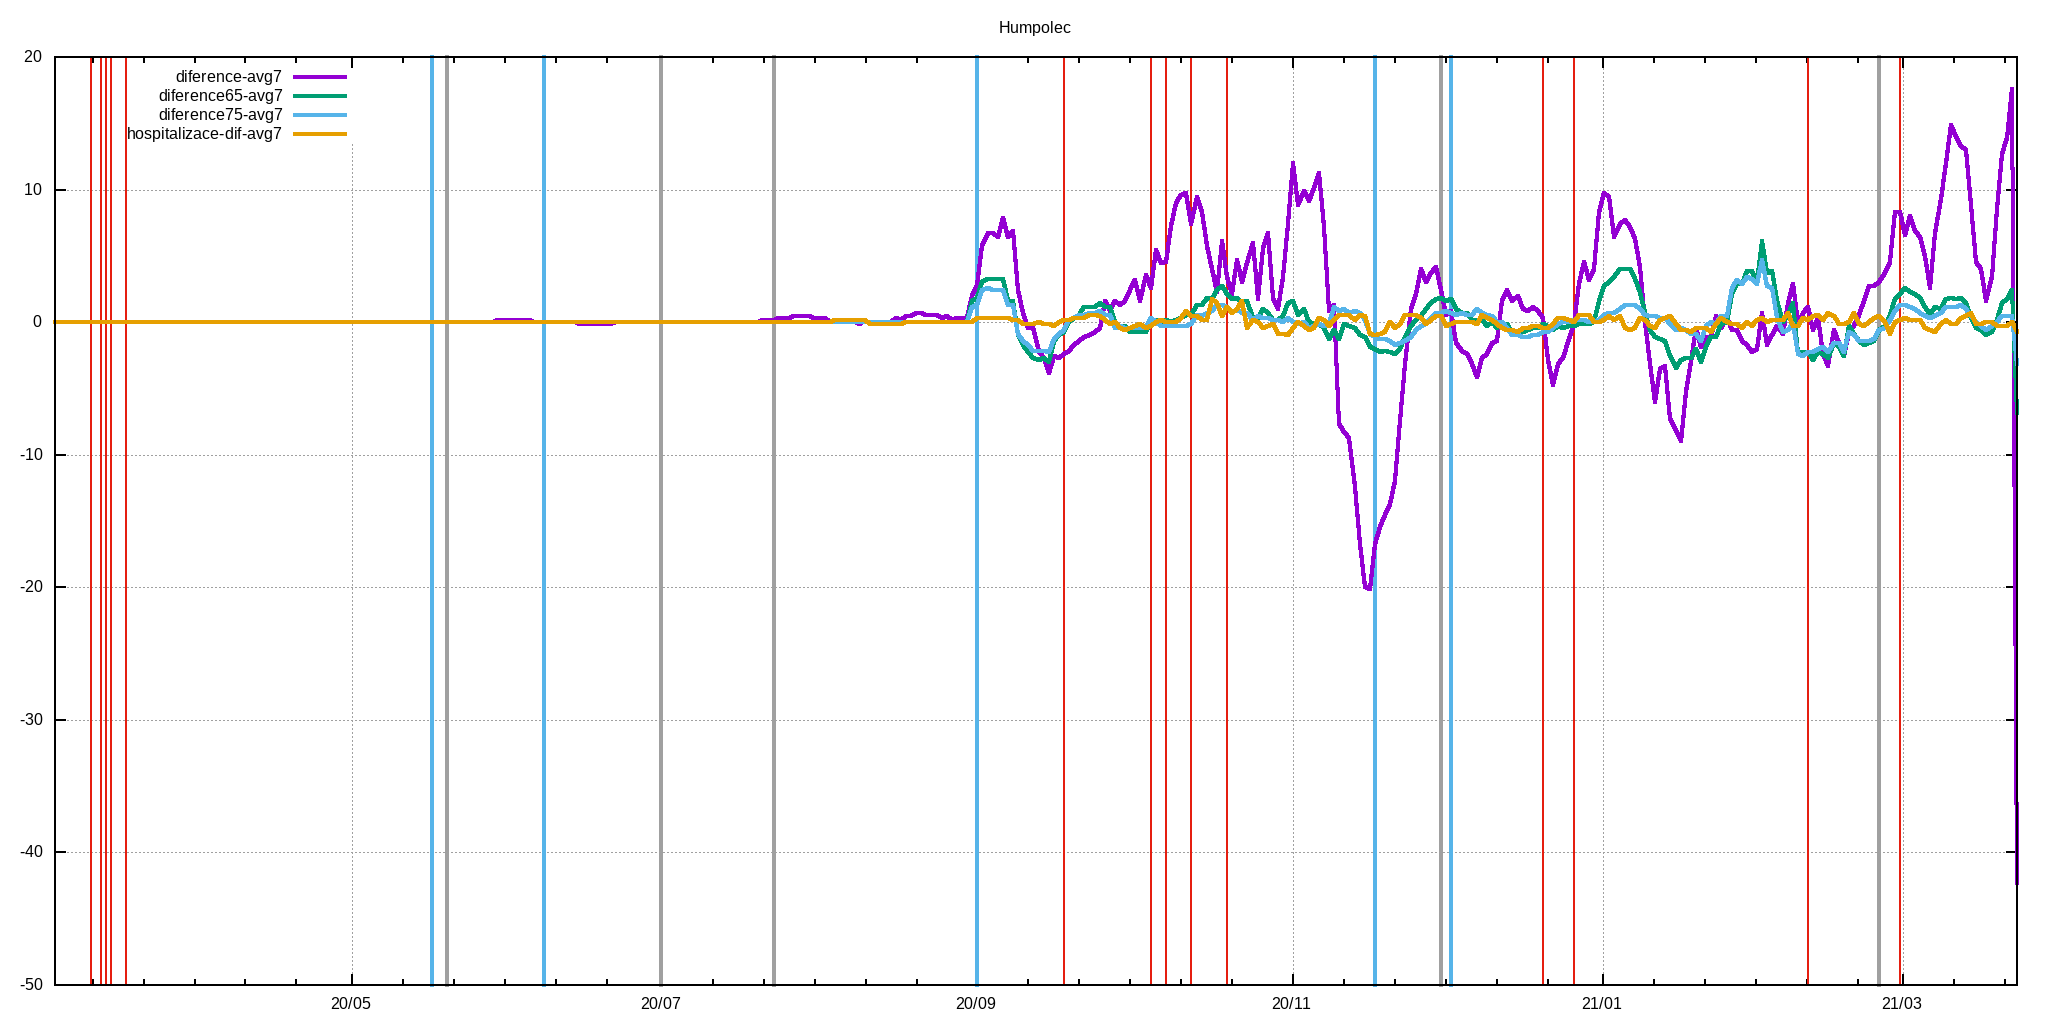 Humpolec
20
diference-avg7
diference65-avg7
diference75-avg7
hospitalizace-dif-avg7
10
0
-10
-20
-30
-40
-50
20/05 20/07 20/09 20/11 21/01 21/03